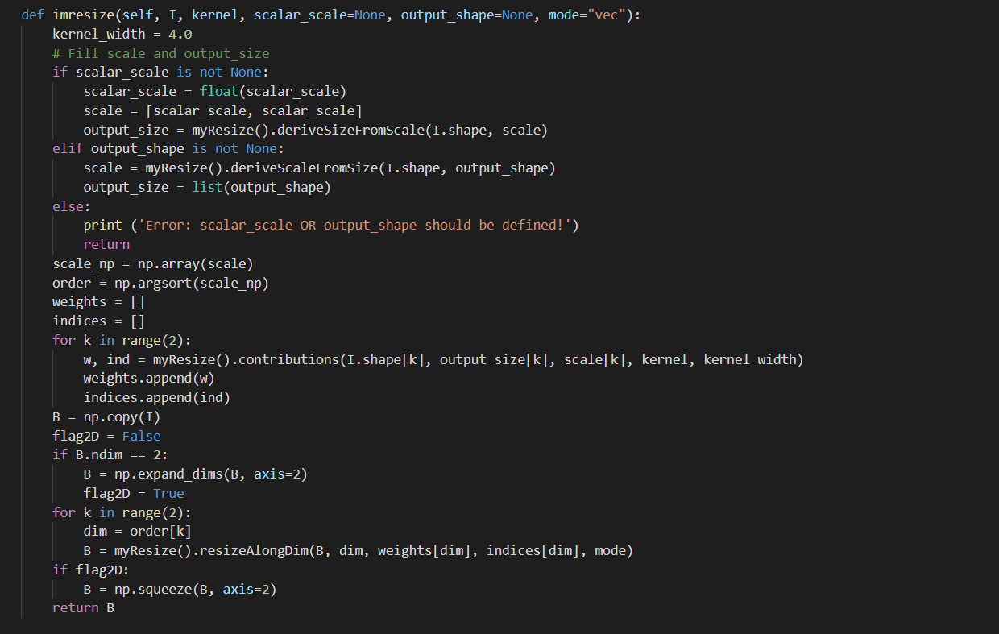 def imresize(self, I, kernel, scalar_scale=None, output_shape=None, mode="vec"):
    kernel_width = 4.0
    # Fill scale and output_size
    if scalar_scale is not None:
        scalar_scale = float(scalar_scale)
        scale = [scalar_scale, scalar_scale]
        output_size = myResize().deriveSizeFromScale(I.shape, scale)
    elif output_shape is not None:
        scale = myResize().deriveScaleFromSize(I.shape, output_shape)
        output_size = list(output_shape)
    else:
        print ('Error: scalar_scale OR output_shape should be defined!')
        return
    scale_np = np.array(scale)
    order = np.argsort(scale_np)
    weights = []
    indices = []
    for k in range(2):
        w, ind = myResize().contributions(I.shape[k], output_size[k], scale[k], kernel, kernel_width)
        weights.append(w)
        indices.append(ind)
    B = np.copy(I)
    flag2D = False
    if B.ndim == 2:
        B = np.expand_dims(B, axis=2)
        flag2D = True
    for k in range(2):
        dim = order[k]
        B = myResize().resizeAlongDim(B, dim, weights[dim], indices[dim], mode)
    if flag2D:
        B = np.squeeze(B, axis=2)
    return B